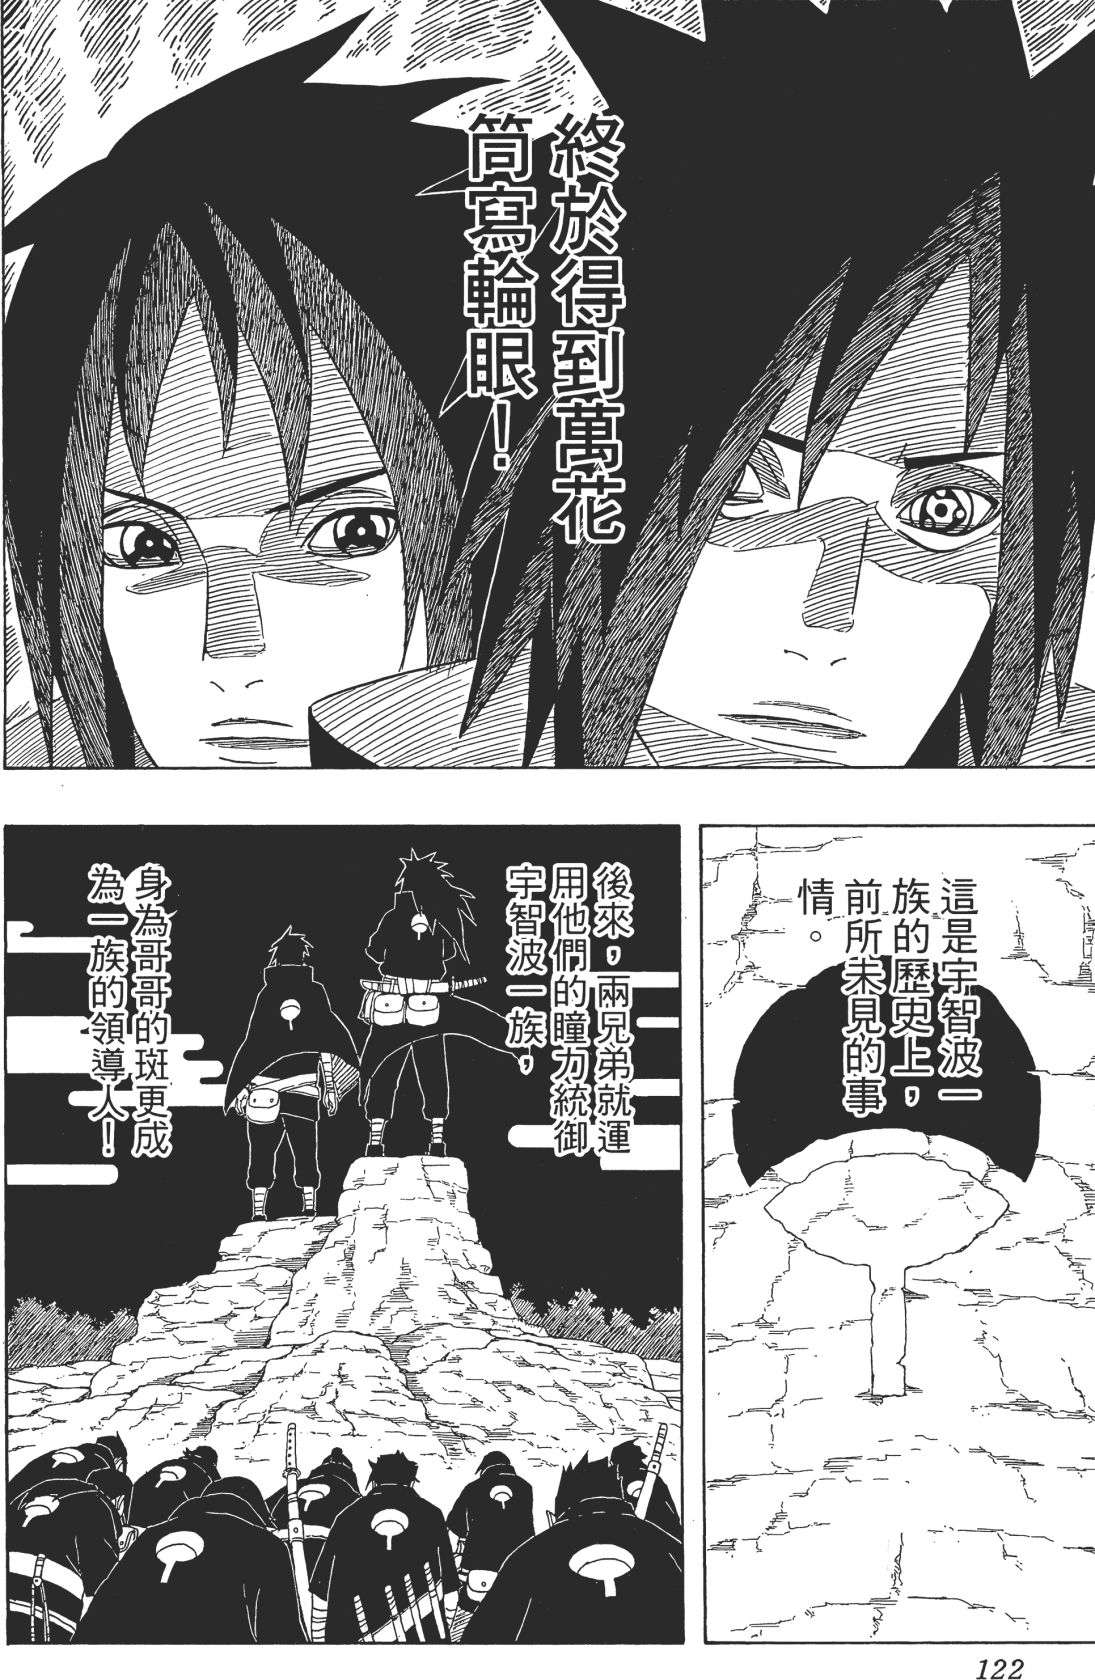 終於得到萬花
筒寫輪眼！
這是宇智波一
族的歷史上，
前所未見的事
情。
後來，兩兄弟就運
用他們的瞳力統御
宇智波一族，
身為哥哥的斑更成
為一族的領導人！
122